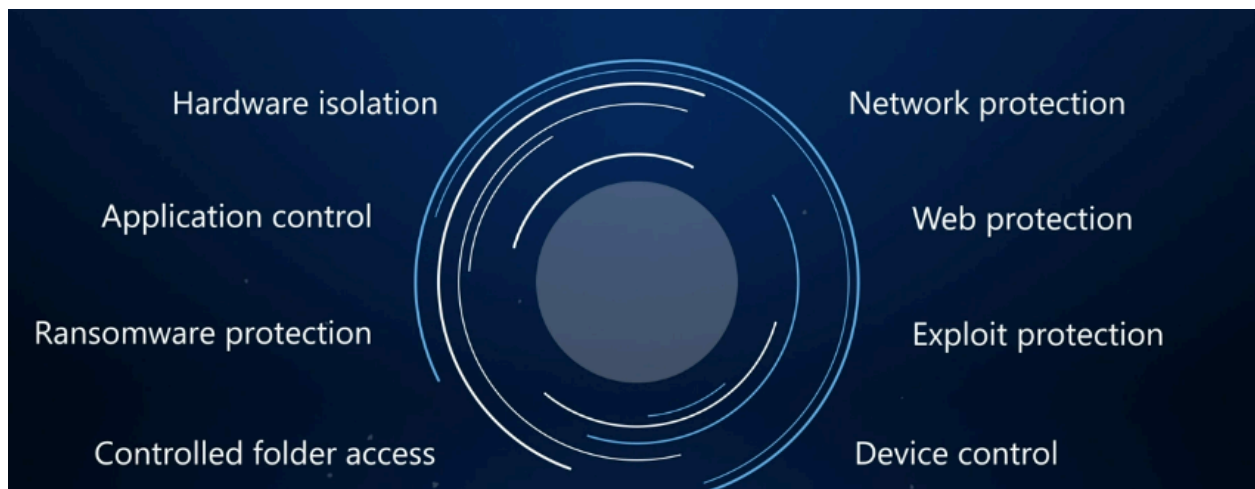 Hardware isolation
Network protection
Application control
Web protection
Ransomware protection
Exploit protection
Controlled folder access
Device control